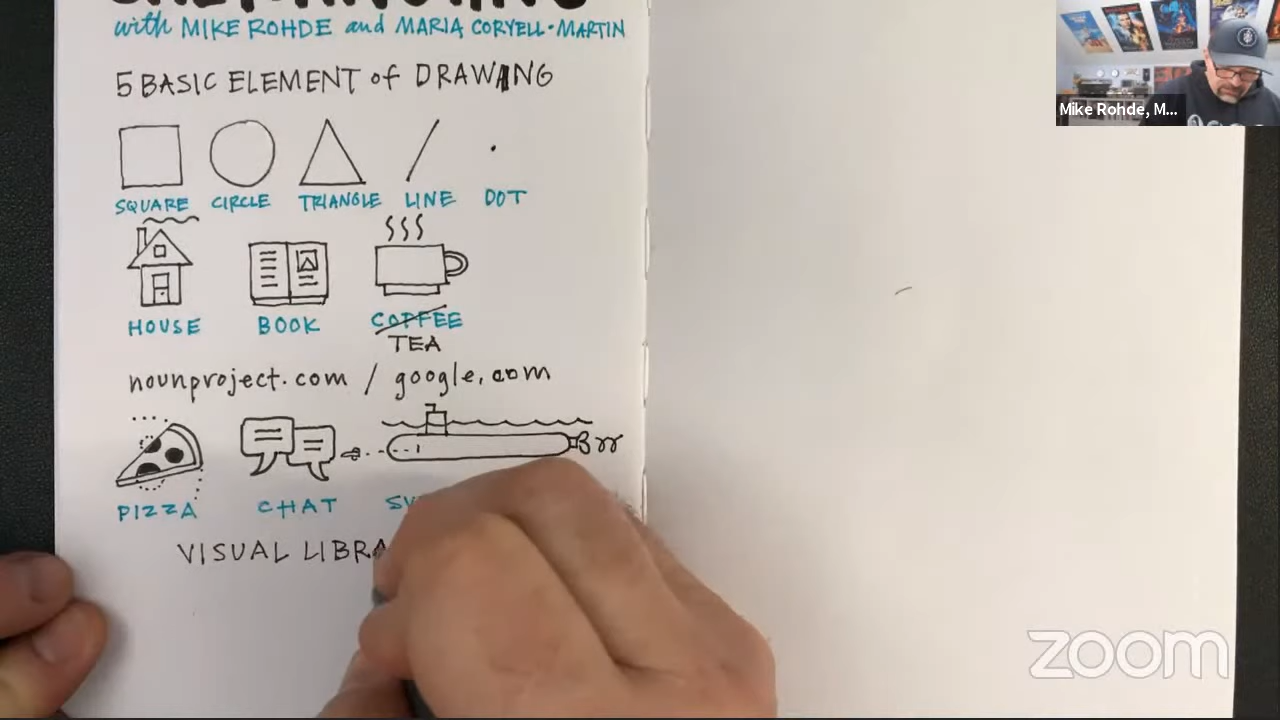 with MIKE ROHDE and MARIA CORYELL-MARTIN
5 BASIC ELEMENT of DRAWING
SQUARE CIRCLE TRIANGLE LINE DOT
HOUSE BOOK COFFEE
TEA
nounproject.com / google.com
PIZZA CHAT
VISUAL
Mike Rohde, M...
zoom